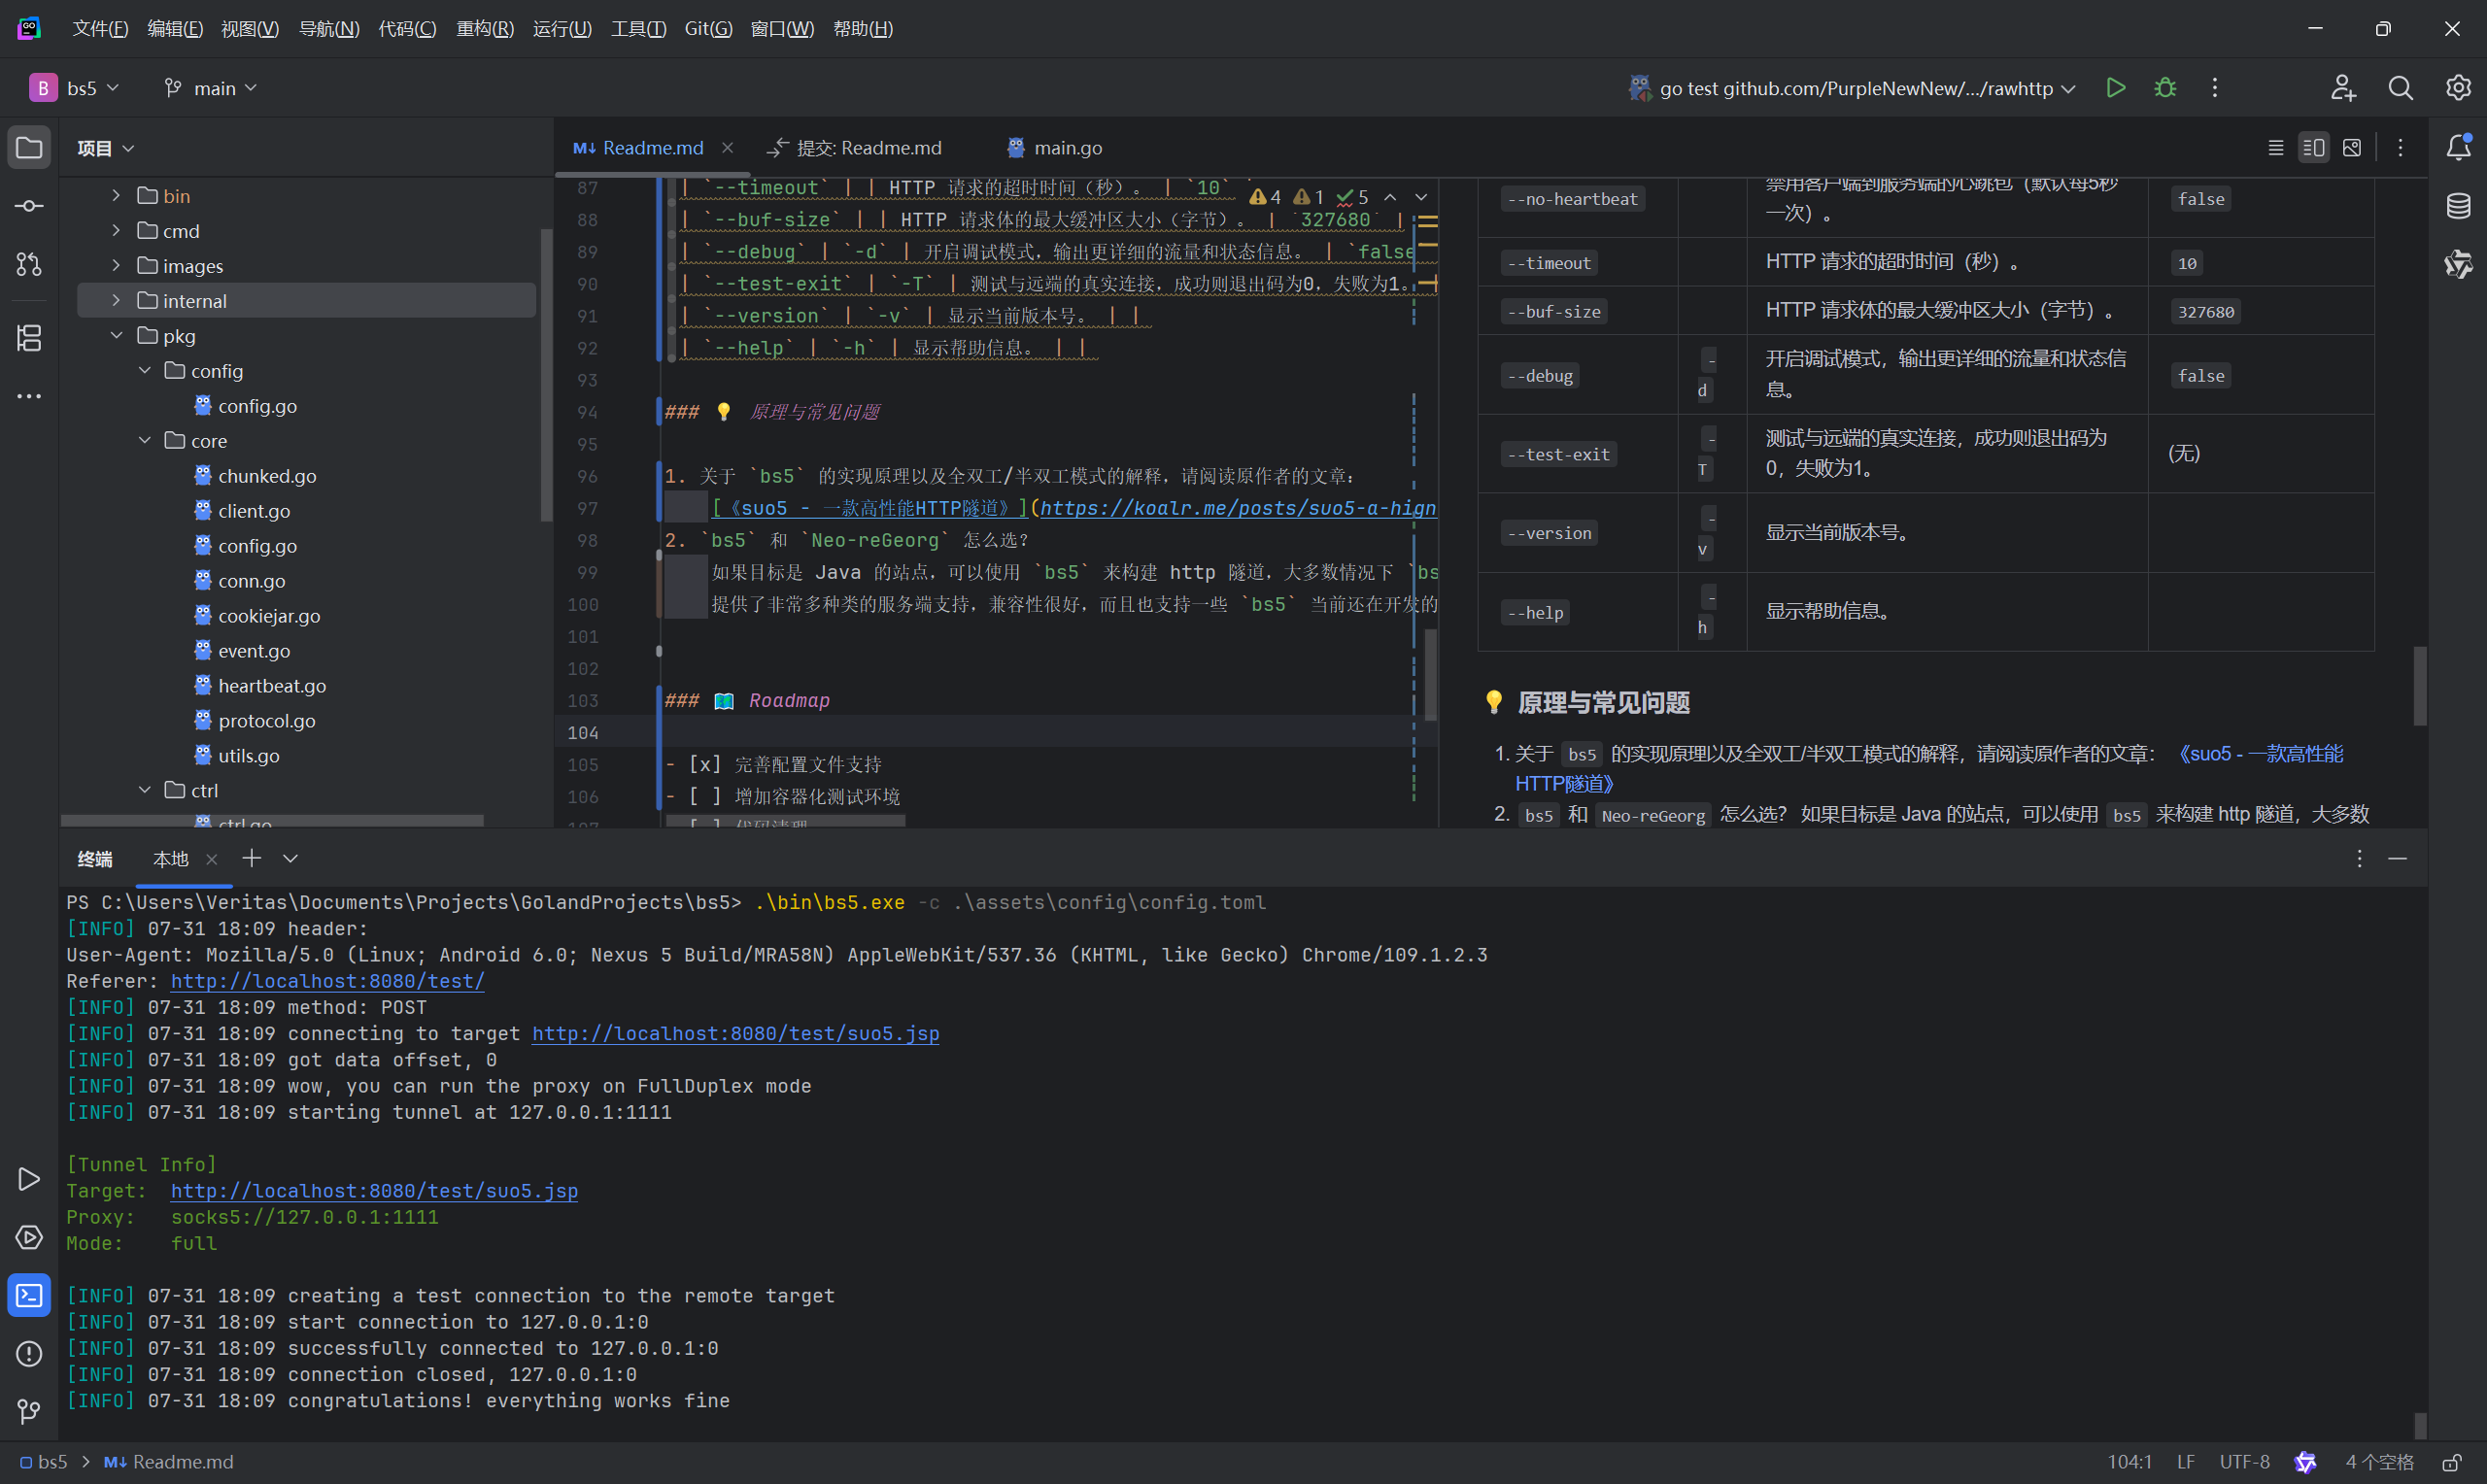 文件(F) 编辑(E) 视图(V) 导航(N) 代码(C) 重构(R) 运行(U) 工具(T) Git(G) 窗口(W) 帮助(H)
B bs5 main go test github.com/PurpleNewNew/.../rawhttp
项目
bin
cmd
images
internal
pkg
config
config.go
core
chunked.go
client.go
config.go
conn.go
cookiejar.go
event.go
heartbeat.go
protocol.go
utils.go
ctrl
ctrl.go
Readme.md 提交: Readme.md main.go
4 1 5
87 | `--timeout` | | HTTP 请求的超时时间（秒）。 | `10`
88 | `--buf-size` | | HTTP 请求体的最大缓冲区大小（字节）。 | `327680` |
89 | `--debug` | `-d` | 开启调试模式，输出更详细的流量和状态信息。 | `false
90 | `--test-exit` | `-T` | 测试与远端的真实连接，成功则退出码为0，失败为1。
91 | `--version` | `-v` | 显示当前版本号。 | |
92 | `--help` | `-h` | 显示帮助信息。 | |
93
94 ### 💡 原理与常见问题
95
96 1. 关于 `bs5` 的实现原理以及全双工/半双工模式的解释，请阅读原作者的文章：
97 [《suo5 - 一款高性能HTTP隧道》](https://koalr.me/posts/suo5-a-hign
98 2. `bs5` 和 `Neo-reGeorg` 怎么选？
99 如果目标是 Java 的站点，可以使用 `bs5` 来构建 http 隧道，大多数情况下 `bs
100 提供了非常多种类的服务端支持，兼容性很好，而且也支持一些 `bs5` 当前还在开发的
101
102
103 ### 🗺️ Roadmap
104
105 - [x] 完善配置文件支持
106 - [ ] 增加容器化测试环境
107 - [ ] 代码清理
--no-heartbeat 禁用客户端到服务端的心跳包（默认每5秒 false
一次）。
--timeout HTTP 请求的超时时间（秒）。 10
--buf-size HTTP 请求体的最大缓冲区大小（字节）。 327680
--debug -d 开启调试模式，输出更详细的流量和状态信息。 false
--test-exit -T 测试与远端的真实连接，成功则退出码为0，失败为1。 (无)
--version -v 显示当前版本号。
--help -h 显示帮助信息。
💡 原理与常见问题
1. 关于 bs5 的实现原理以及全双工/半双工模式的解释，请阅读原作者的文章： 《suo5 - 一款高性能
HTTP隧道》
2. bs5 和 Neo-reGeorg 怎么选？如果目标是 Java 的站点，可以使用 bs5 来构建 http 隧道，大多数
终端 本地
PS C:\Users\Veritas\Documents\Projects\GolandProjects\bs5> .\bin\bs5.exe -c .\assets\config\config.toml
[INFO] 07-31 18:09 header:
User-Agent: Mozilla/5.0 (Linux; Android 6.0; Nexus 5 Build/MRA58N) AppleWebKit/537.36 (KHTML, like Gecko) Chrome/109.1.2.3
Referer: http://localhost:8080/test/
[INFO] 07-31 18:09 method: POST
[INFO] 07-31 18:09 connecting to target http://localhost:8080/test/suo5.jsp
[INFO] 07-31 18:09 got data offset, 0
[INFO] 07-31 18:09 wow, you can run the proxy on FullDuplex mode
[INFO] 07-31 18:09 starting tunnel at 127.0.0.1:1111
[Tunnel Info]
Target: http://localhost:8080/test/suo5.jsp
Proxy: socks5://127.0.0.1:1111
Mode: full
[INFO] 07-31 18:09 creating a test connection to the remote target
[INFO] 07-31 18:09 start connection to 127.0.0.1:0
[INFO] 07-31 18:09 successfully connected to 127.0.0.1:0
[INFO] 07-31 18:09 connection closed, 127.0.0.1:0
[INFO] 07-31 18:09 congratulations! everything works fine
bs5 > Readme.md 104:1 LF UTF-8 4 个空格